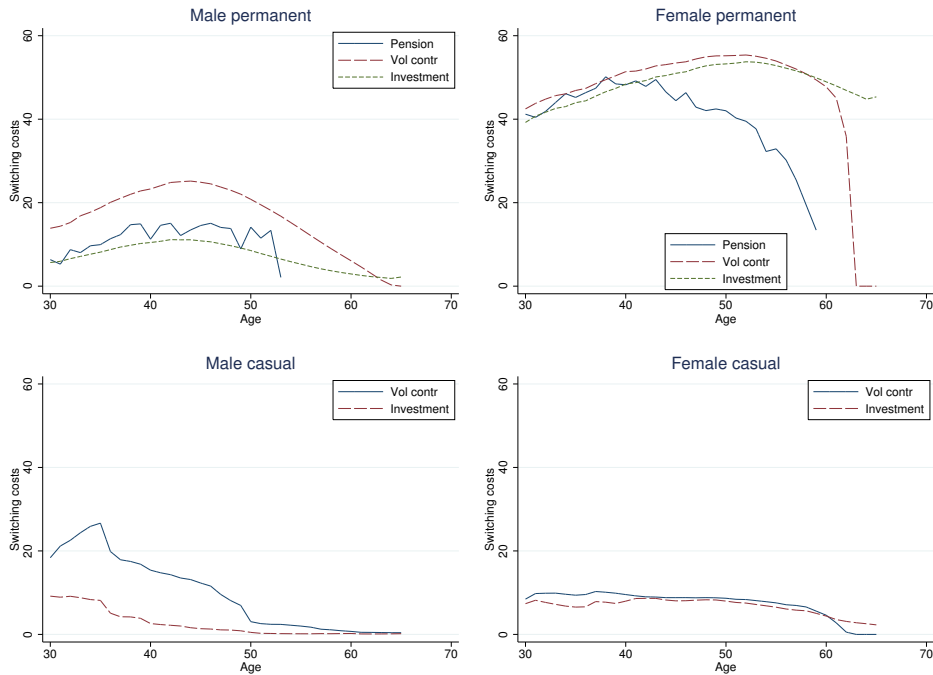 Male permanent
Switching costs
60
40
20
0
30
40
50
60
70
Age
Pension
Vol contr
Investment
Female permanent
Switching costs
60
40
20
0
30
40
50
60
70
Age
Pension
Vol contr
Investment
Male casual
Switching costs
60
40
20
0
30
40
50
60
70
Age
Vol contr
Investment
Female casual
Switching costs
60
40
20
0
30
40
50
60
70
Age
Vol contr
Investment